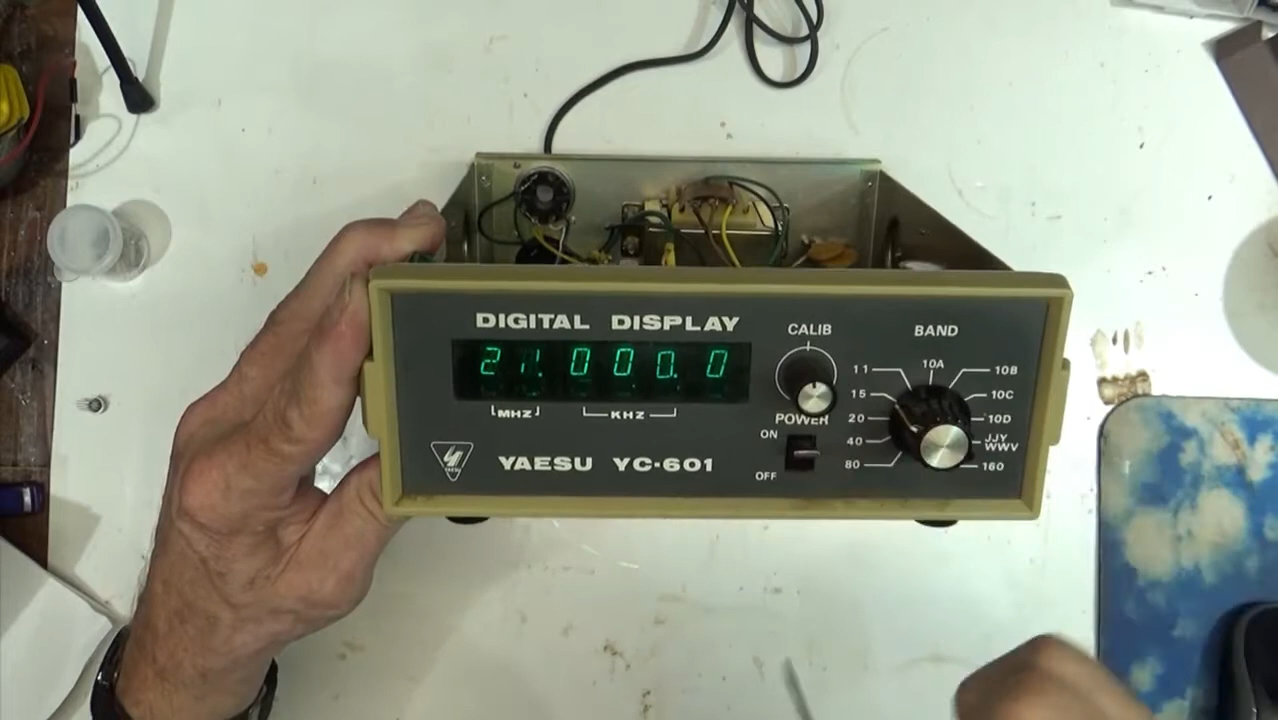 DIGITAL DISPLAY
21.000.0
MHZ
KHZ
YAESU
YAESU YC-601
CALIB
POWER
ON
OFF
BAND
11
10A
10B
15
10C
20
10D
40
JJY
WWV
80
160